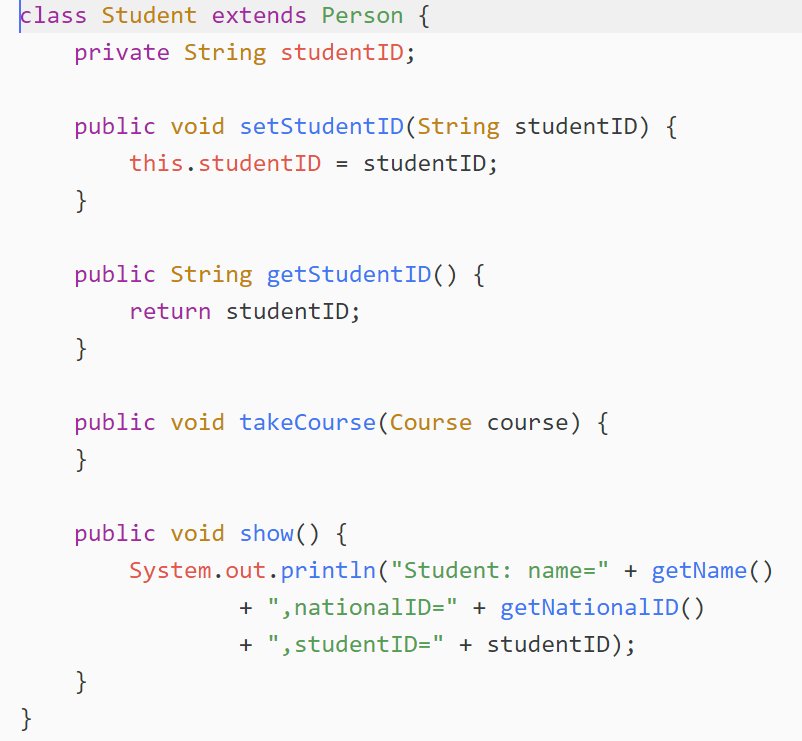 class Student extends Person {
    private String studentID;

    public void setStudentID(String studentID) {
        this.studentID = studentID;
    }

    public String getStudentID() {
        return studentID;
    }

    public void takeCourse(Course course) {
    }

    public void show() {
        System.out.println("Student: name=" + getName()
                + ",nationalID=" + getNationalID()
                + ",studentID=" + studentID);
    }
}